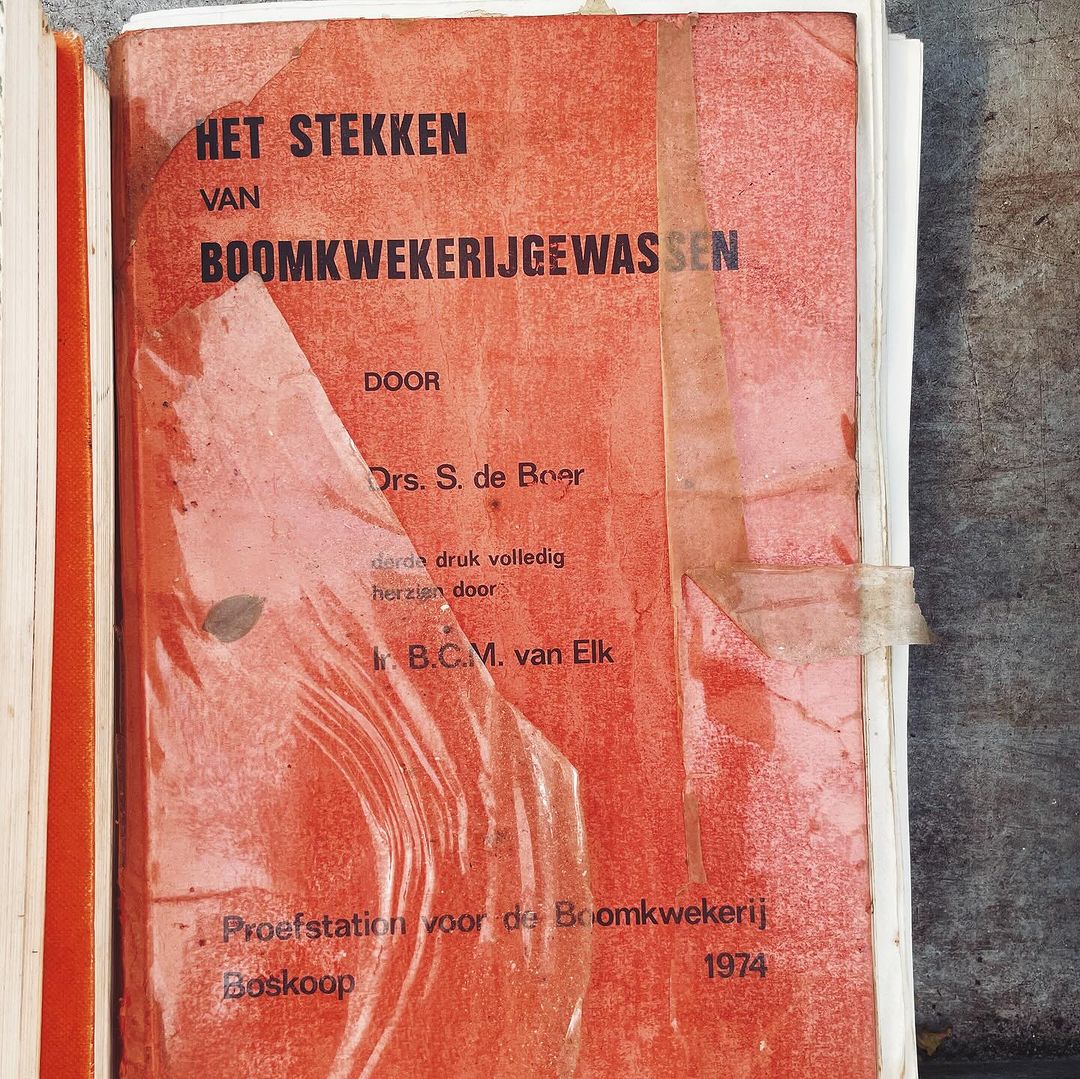 HET STEKKEN
VAN
BOOMKWEKERIJGEWASSEN
DOOR
Drs. S. de Boer
derde druk volledig
herzien door
Ir. B.C.M. van Elk
Proefstation voor de Boomkwekerij
Boskoop 1974